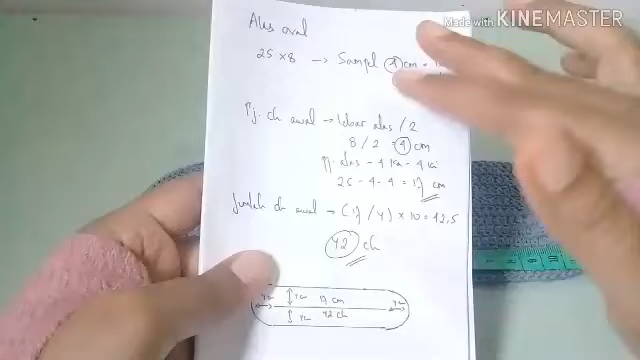 Made with KINEMASTER
Alas oval
25 x 8 → Sampel 4 cm =
Pj. ch awal → lebar alas / 2
8 / 2 = 4 cm
Pj. alas - 4 ka - 4 ki
25 - 4 - 4 = 17 cm
Jumlah ch awal → (17 / 4) x 10 = 42,5
42 ch
17 cm
42 ch